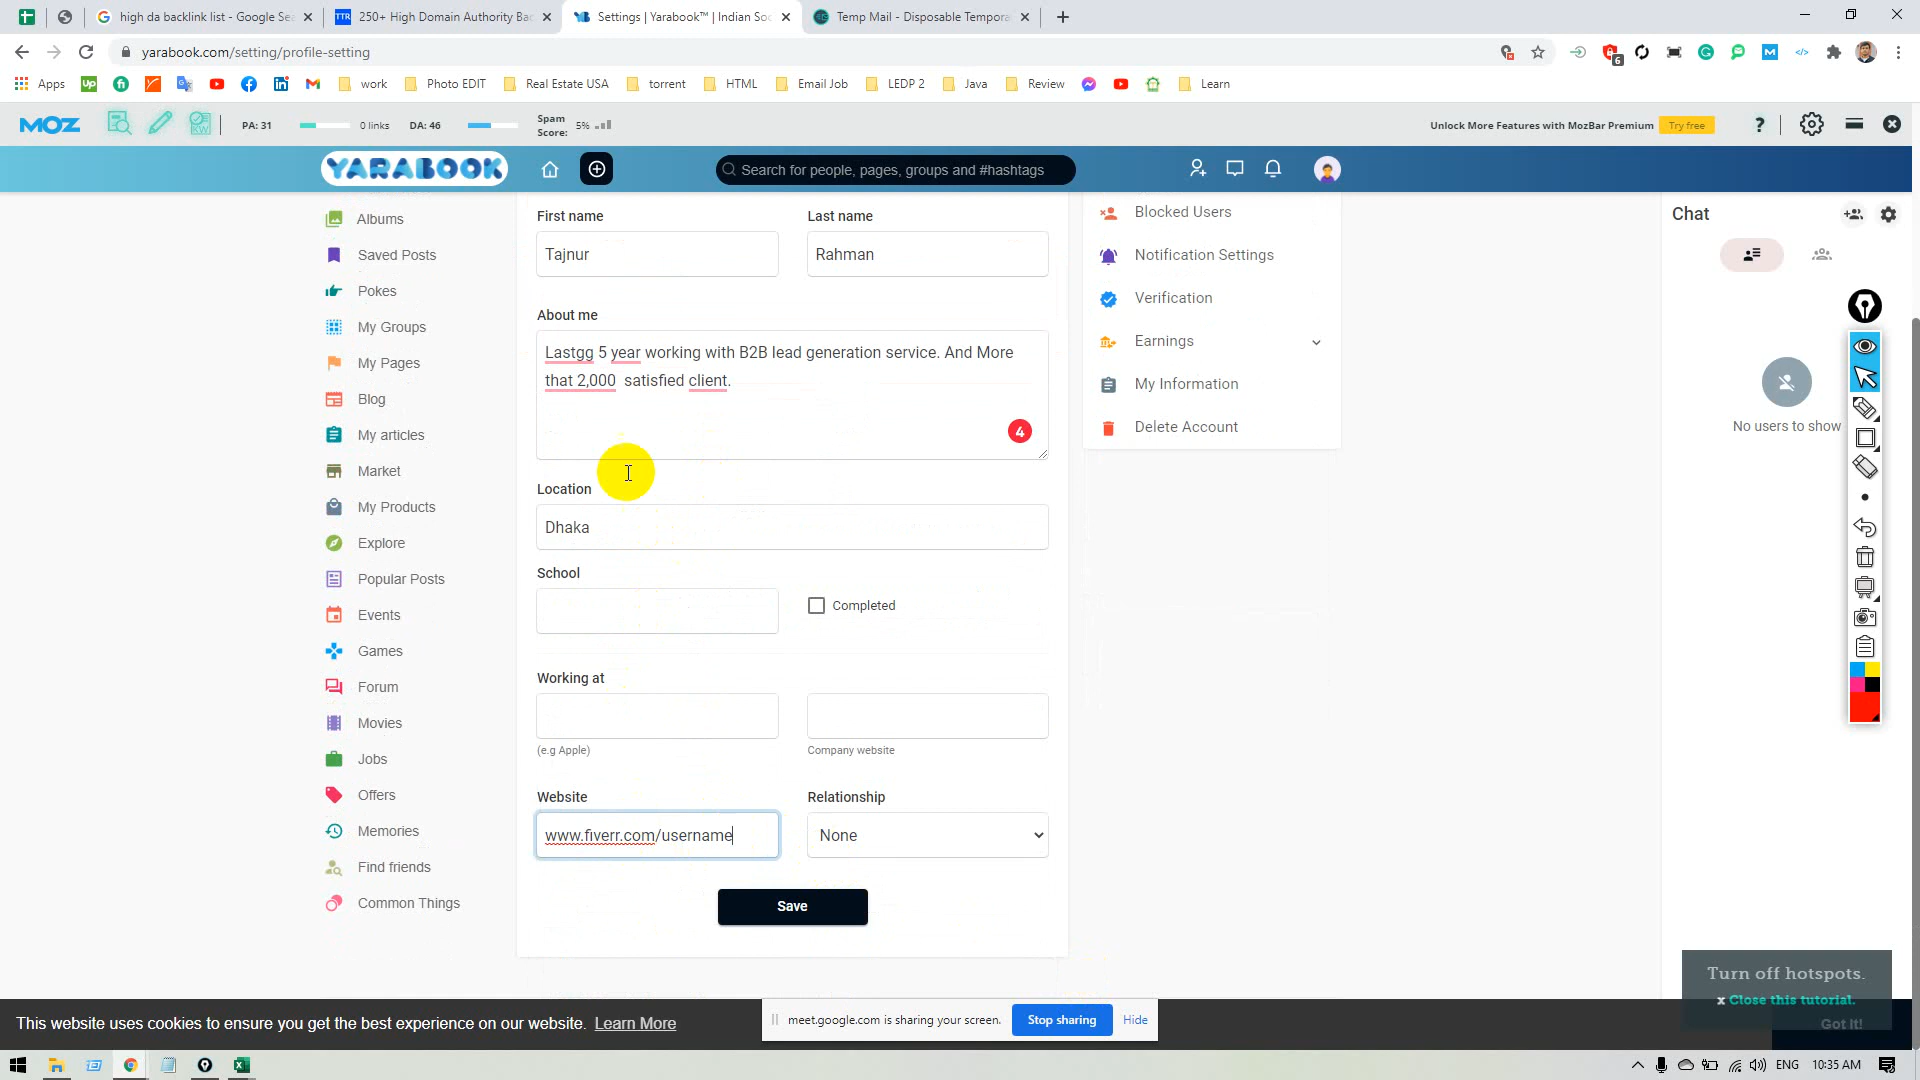 high da backlink list - Google Se
250+ High Domain Authority Bac
Settings | Yarabook™ | Indian Soc
Temp Mail - Disposable Tempora
yarabook.com/setting/profile-setting
6
Apps
work
Photo EDIT
Real Estate USA
torrent
HTML
Email Job
LEDP 2
Java
Review
Learn
MOZ
PA: 31
0 links
DA: 46
Spam Score: 5%
Unlock More Features with MozBar Premium
Try free
?
YARABOOK
Search for people, pages, groups and #hashtags
Albums
Saved Posts
Pokes
My Groups
My Pages
Blog
My articles
Market
My Products
Explore
Popular Posts
Events
Games
Forum
Movies
Jobs
Offers
Memories
Find friends
Common Things
First name
Last name
Tajnur
Rahman
About me
Lastgg 5 year working with B2B lead generation service. And More
that 2,000  satisfied client.
4
Location
Dhaka
School
Completed
Working at
(e.g Apple)
Company website
Website
Relationship
www.fiverr.com/username
None
Save
Blocked Users
Notification Settings
Verification
Earnings
My Information
Delete Account
Chat
No users to show
Turn off hotspots.
x Close this tutorial.
Got It!
This website uses cookies to ensure you get the best experience on our website. Learn More
meet.google.com is sharing your screen.
Stop sharing
Hide
ENG
10:35 AM